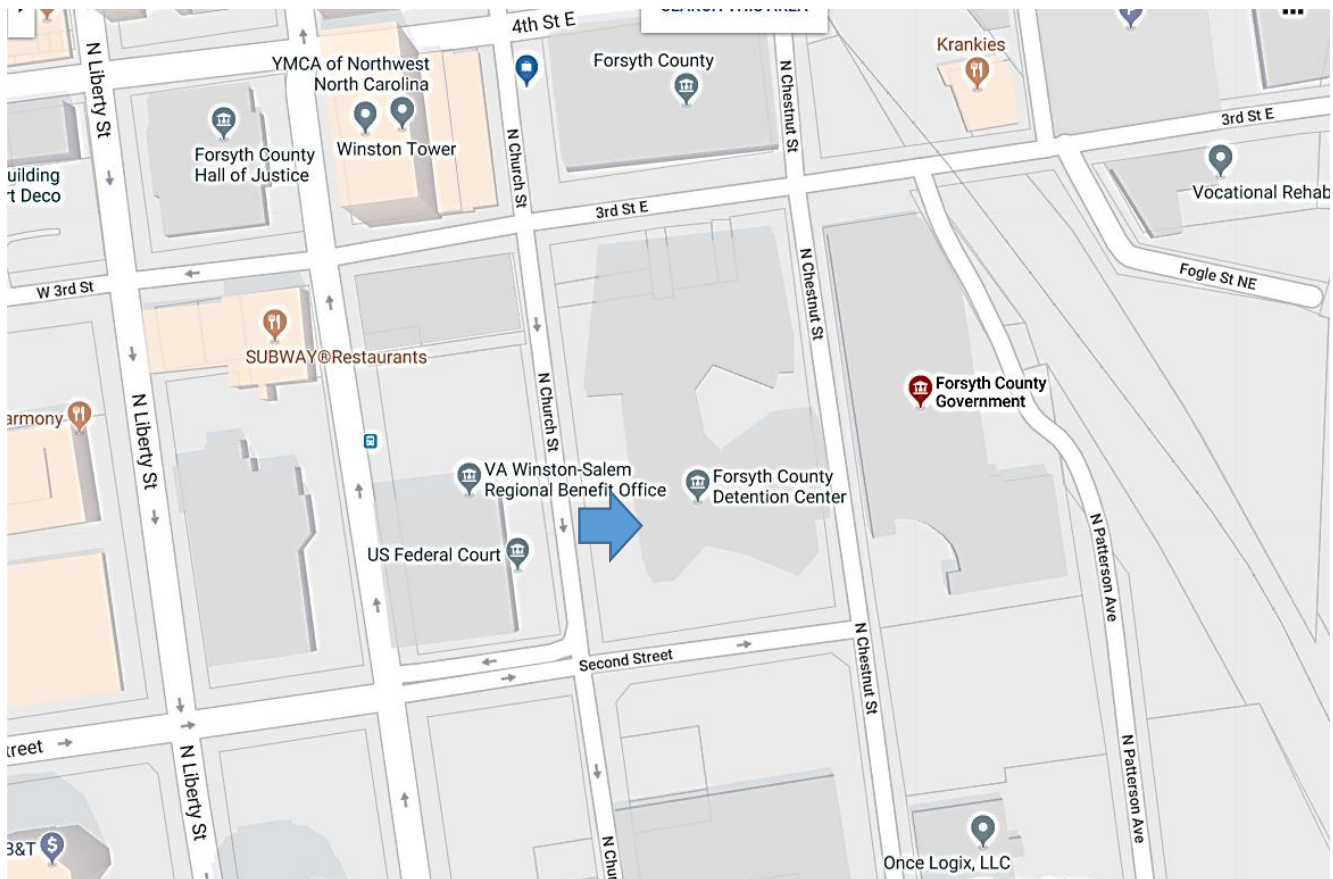 SEARCH THIS AREA
4th St E
N Liberty St
YMCA of Northwest
North Carolina
Winston Tower
Forsyth County
Hall of Justice
Forsyth County
N Chestnut St
Krankies
3rd St E
Vocational Rehab
uilding
rt Deco
N Church St
3rd St E
W 3rd St
Fogle St NE
SUBWAY®Restaurants
N Chestnut St
N Church St
Forsyth County
Government
armony
N Liberty St
VA Winston-Salem
Regional Benefit Office
Forsyth County
Detention Center
US Federal Court
N Patterson Ave
Second Street
N Chestnut St
treet
N Liberty St
N Patterson Ave
N Chur
B&T
$
Once Logix, LLC